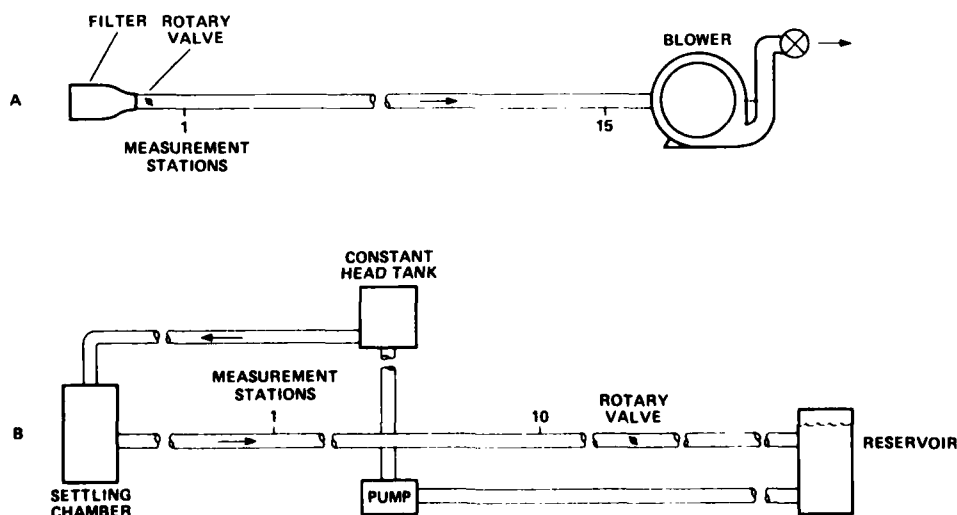 FILTER
ROTARY
VALVE
BLOWER
A
1
15
MEASUREMENT
STATIONS
CONSTANT
HEAD TANK
MEASUREMENT
STATIONS
1
10
ROTARY
VALVE
B
RESERVOIR
SETTLING
CHAMBER
PUMP